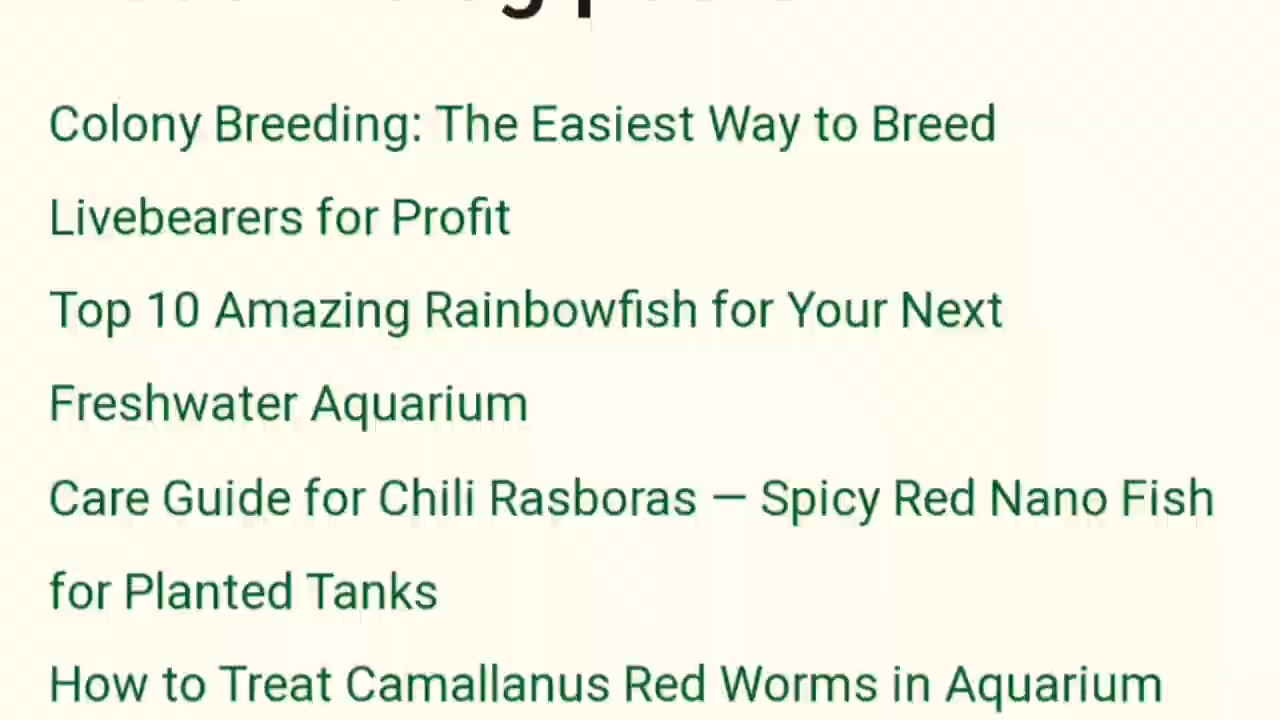 Colony Breeding: The Easiest Way to Breed
Livebearers for Profit
Top 10 Amazing Rainbowfish for Your Next
Freshwater Aquarium
Care Guide for Chili Rasboras — Spicy Red Nano Fish
for Planted Tanks
How to Treat Camallanus Red Worms in Aquarium